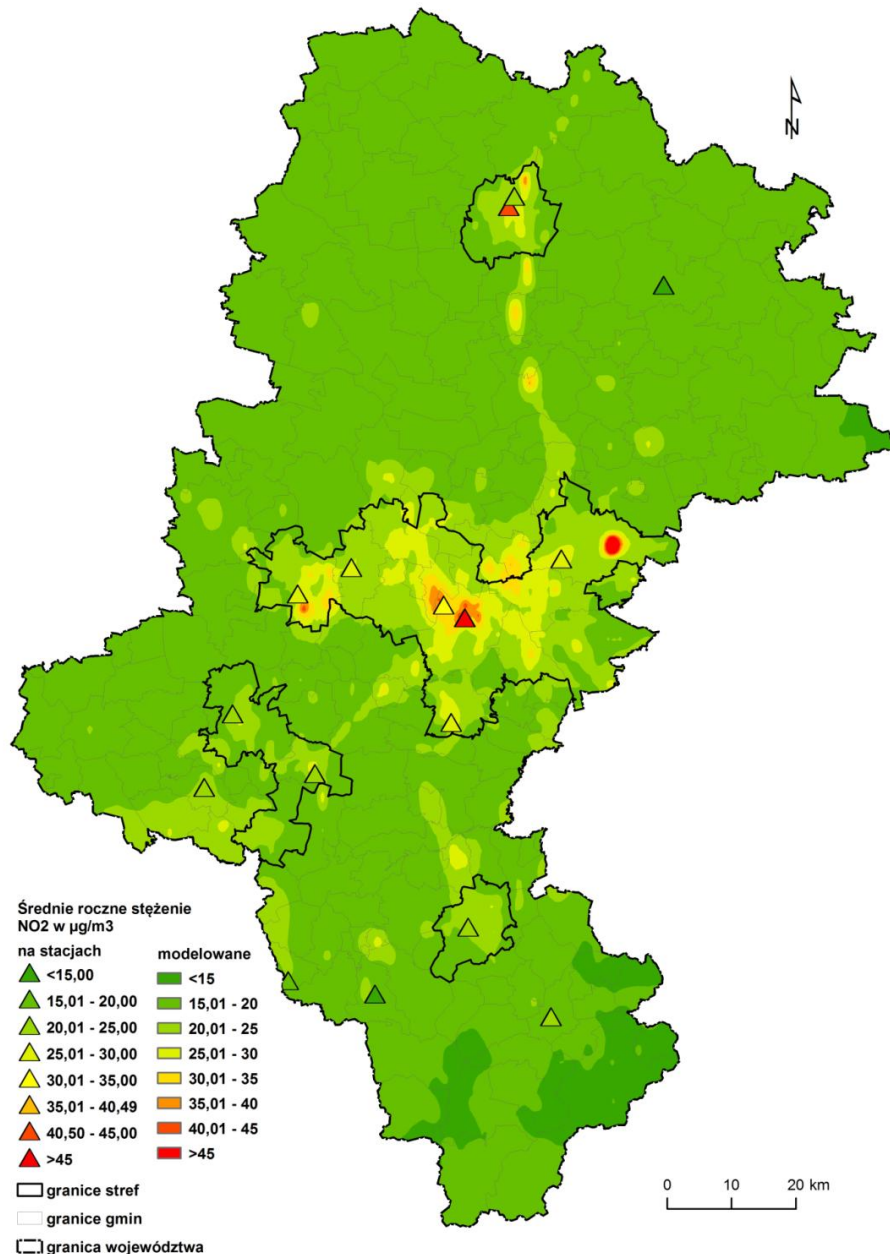 N
Średnie roczne stężenie
NO2 w µg/m3
na stacjach
<15,00
15,01 - 20,00
20,01 - 25,00
25,01 - 30,00
30,01 - 35,00
35,01 - 40,49
40,50 - 45,00
>45
modelowane
<15
15,01 - 20
20,01 - 25
25,01 - 30
30,01 - 35
35,01 - 40
40,01 - 45
>45
granice stref
granice gmin
granica województwa
0 10 20 km